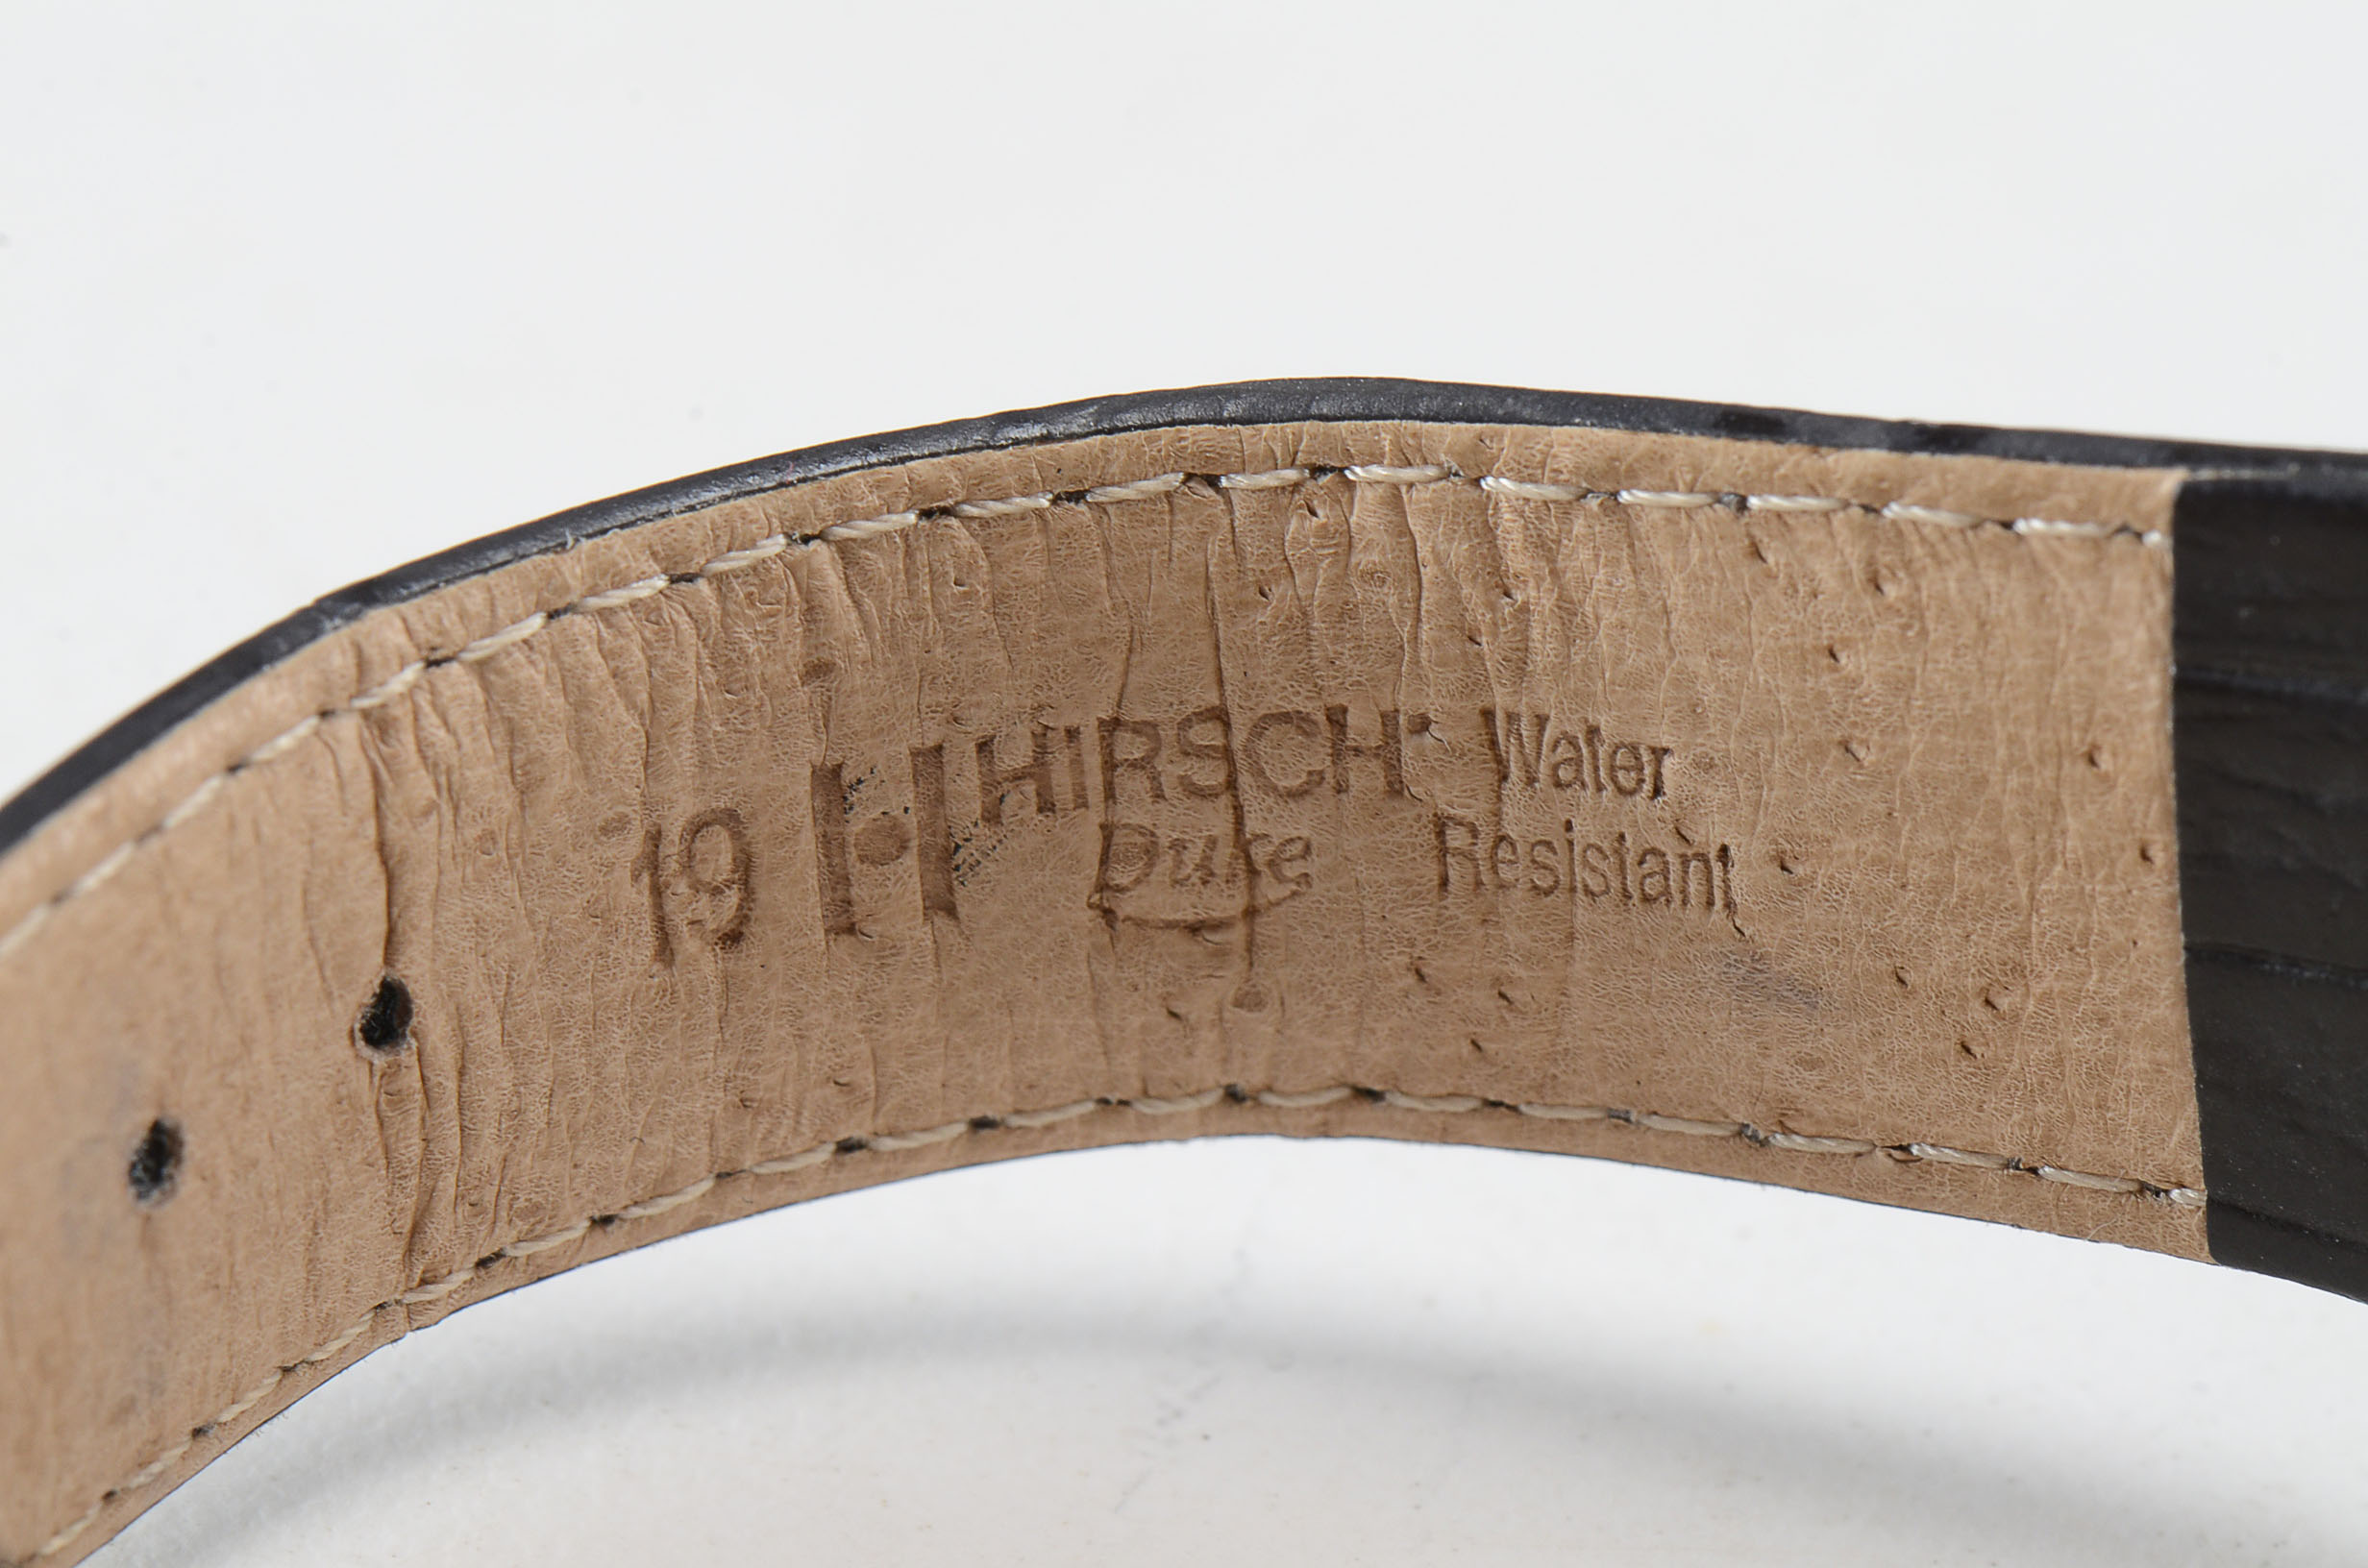 19 H HIRSCH Water
Duke Resistant